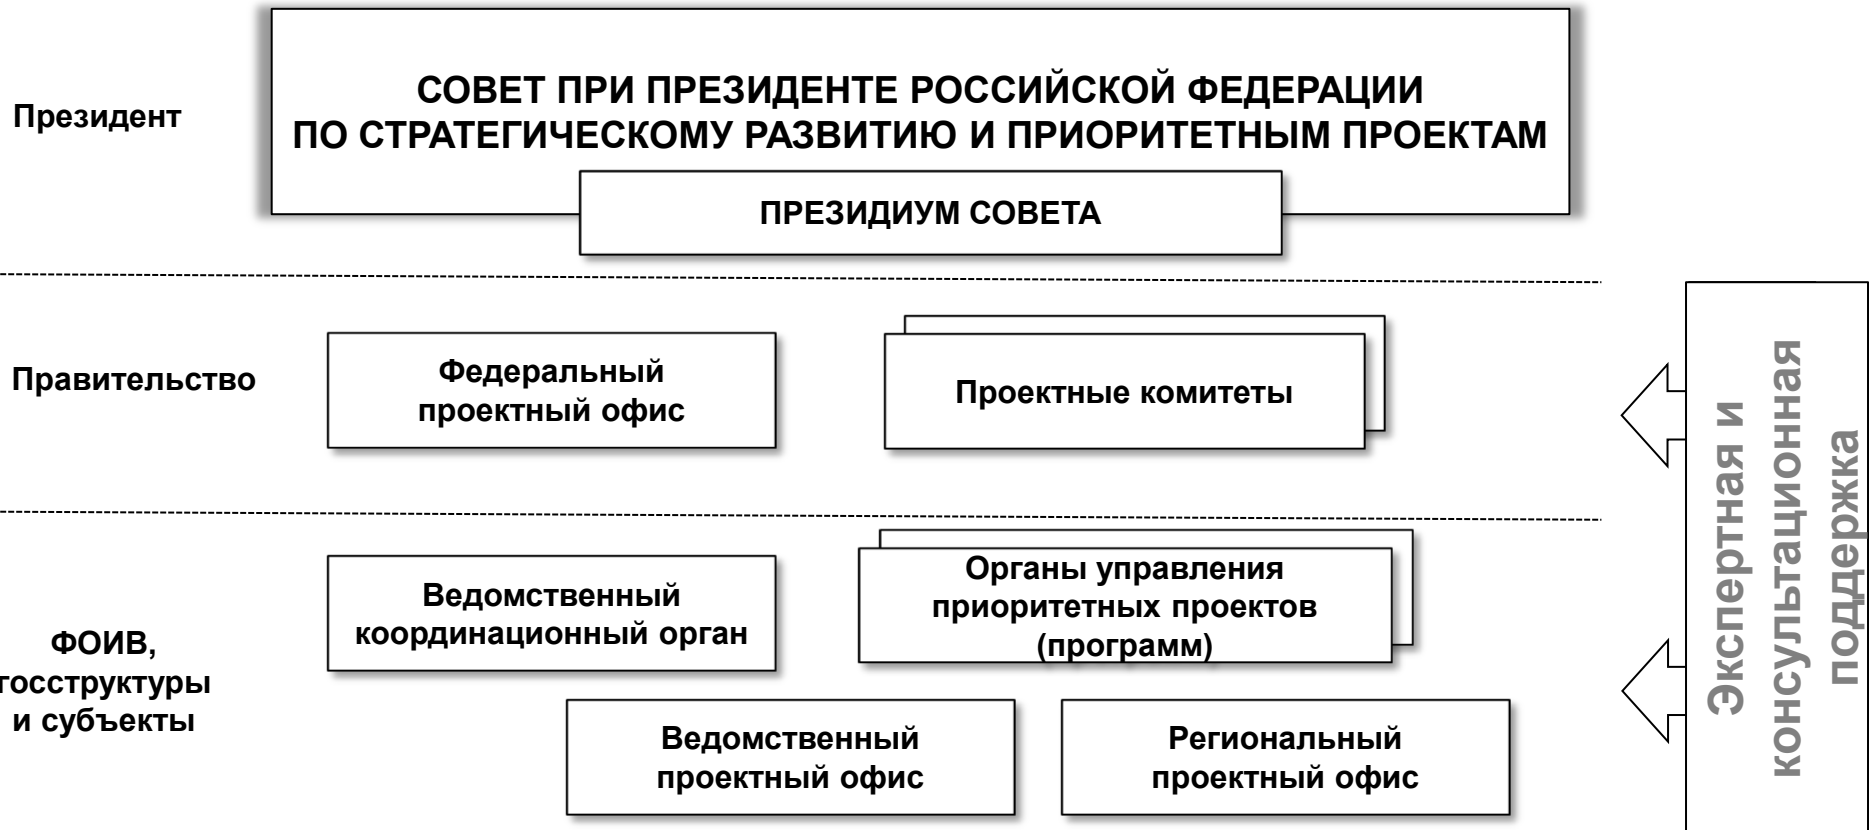 Президент
СОВЕТ ПРИ ПРЕЗИДЕНТЕ РОССИЙСКОЙ ФЕДЕРАЦИИ
ПО СТРАТЕГИЧЕСКОМУ РАЗВИТИЮ И ПРИОРИТЕТНЫМ ПРОЕКТАМ
ПРЕЗИДИУМ СОВЕТА
Правительство
Федеральный
проектный офис
Проектные комитеты
ФОИВ,
госструктуры
и субъекты
Ведомственный
координационный орган
Органы управления
приоритетных проектов
(программ)
Ведомственный
проектный офис
Региональный
проектный офис
Экспертная и
консультационная
поддержка